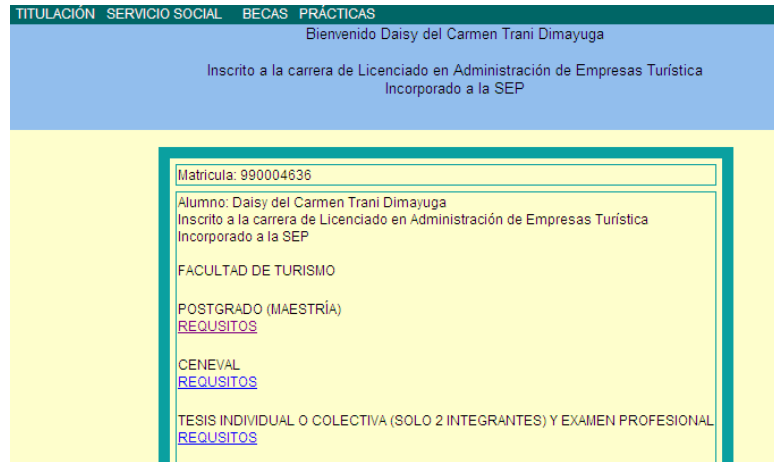 TITULACIÓN SERVICIO SOCIAL BECAS PRÁCTICAS
Bienvenido Daisy del Carmen Trani Dimayuga
Inscrito a la carrera de Licenciado en Administración de Empresas Turística
Incorporado a la SEP
Matricula: 990004636
Alumno: Daisy del Carmen Trani Dimayuga
Inscrito a la carrera de Licenciado en Administración de Empresas Turística
Incorporado a la SEP
FACULTAD DE TURISMO
POSTGRADO (MAESTRÍA)
REQUSITOS
CENEVAL
REQUSITOS
TESIS INDIVIDUAL O COLECTIVA (SOLO 2 INTEGRANTES) Y EXAMEN PROFESIONAL
REQUSITOS